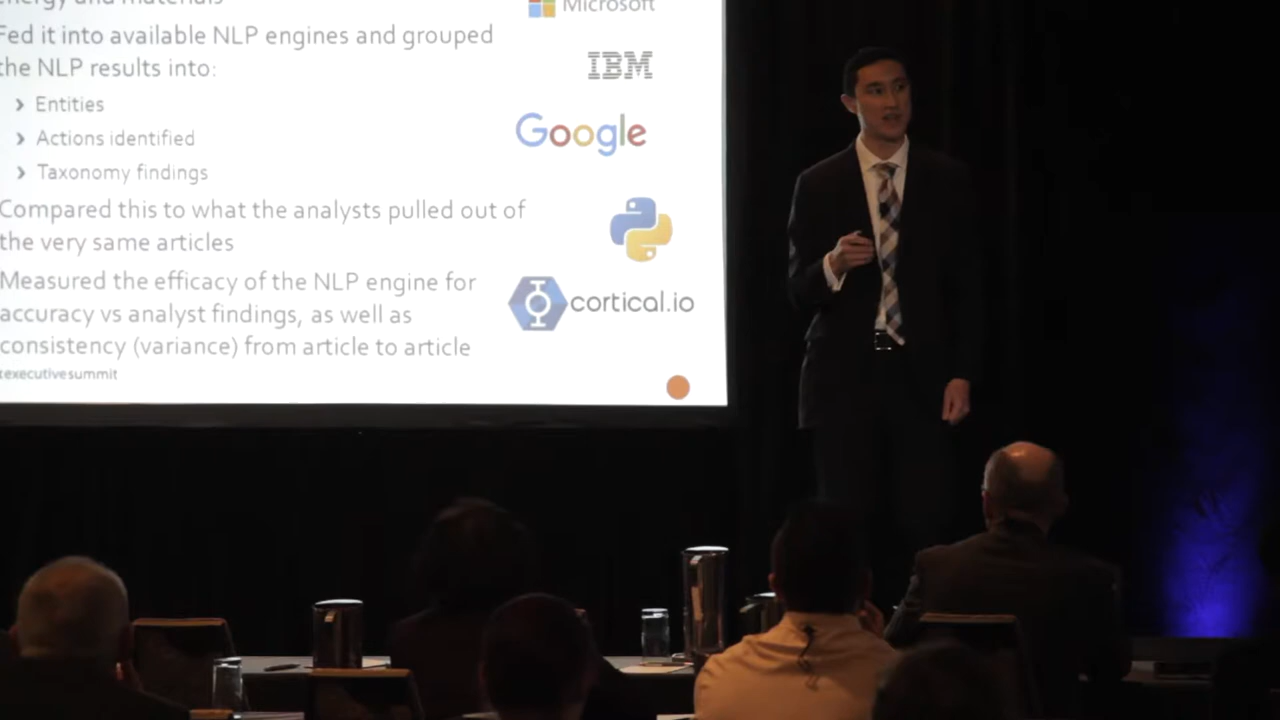 energy and materials
Microsoft
Fed it into available NLP engines and grouped
the NLP results into:
IBM
› Entities
Google
› Actions identified
› Taxonomy findings
Compared this to what the analysts pulled out of
the very same articles
Measured the efficacy of the NLP engine for
cortical.io
accuracy vs analyst findings, as well as
consistency (variance) from article to article
texecutivesummit